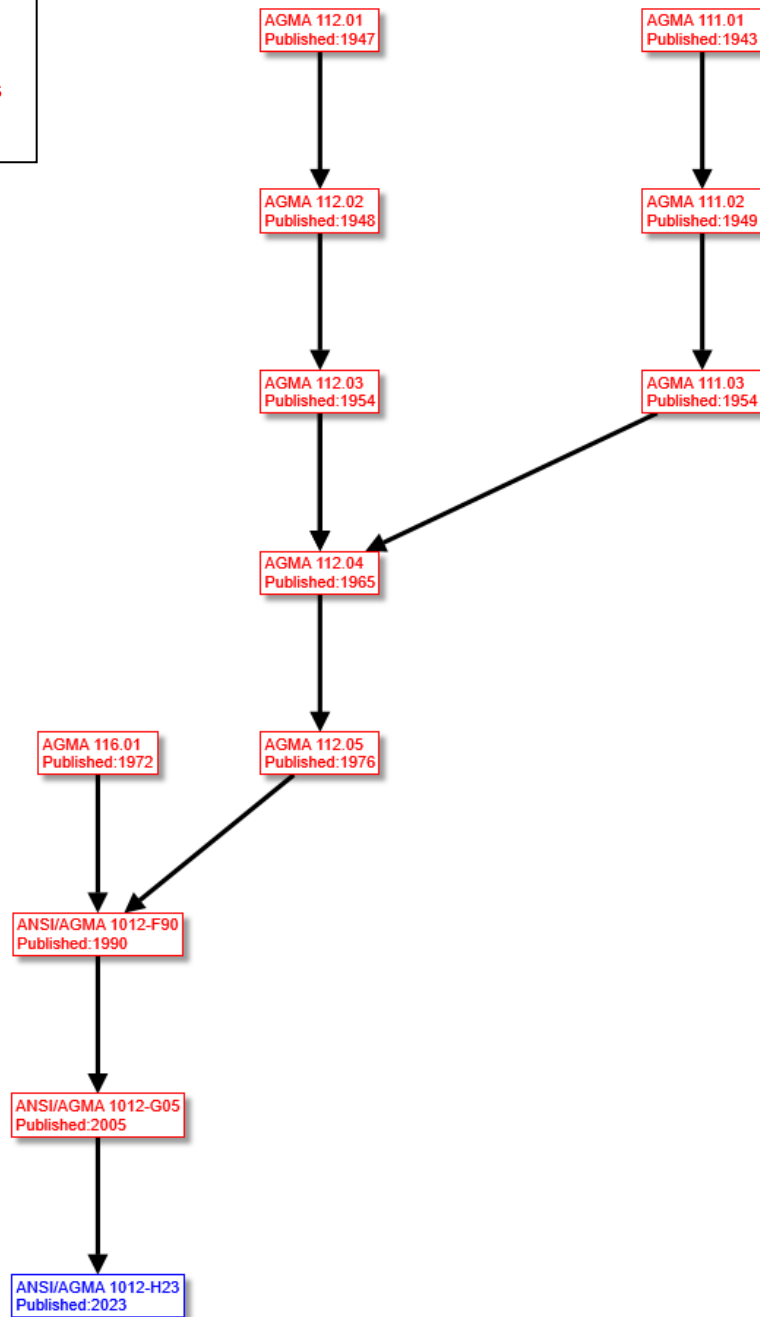 AGMA 112.01
Published:1947
AGMA 111.01
Published:1943
s
AGMA 112.02
Published:1948
AGMA 111.02
Published:1949
AGMA 112.03
Published:1954
AGMA 111.03
Published:1954
AGMA 112.04
Published:1965
AGMA 116.01
Published:1972
AGMA 112.05
Published:1976
ANSI/AGMA 1012-F90
Published:1990
ANSI/AGMA 1012-G05
Published:2005
ANSI/AGMA 1012-H23
Published:2023